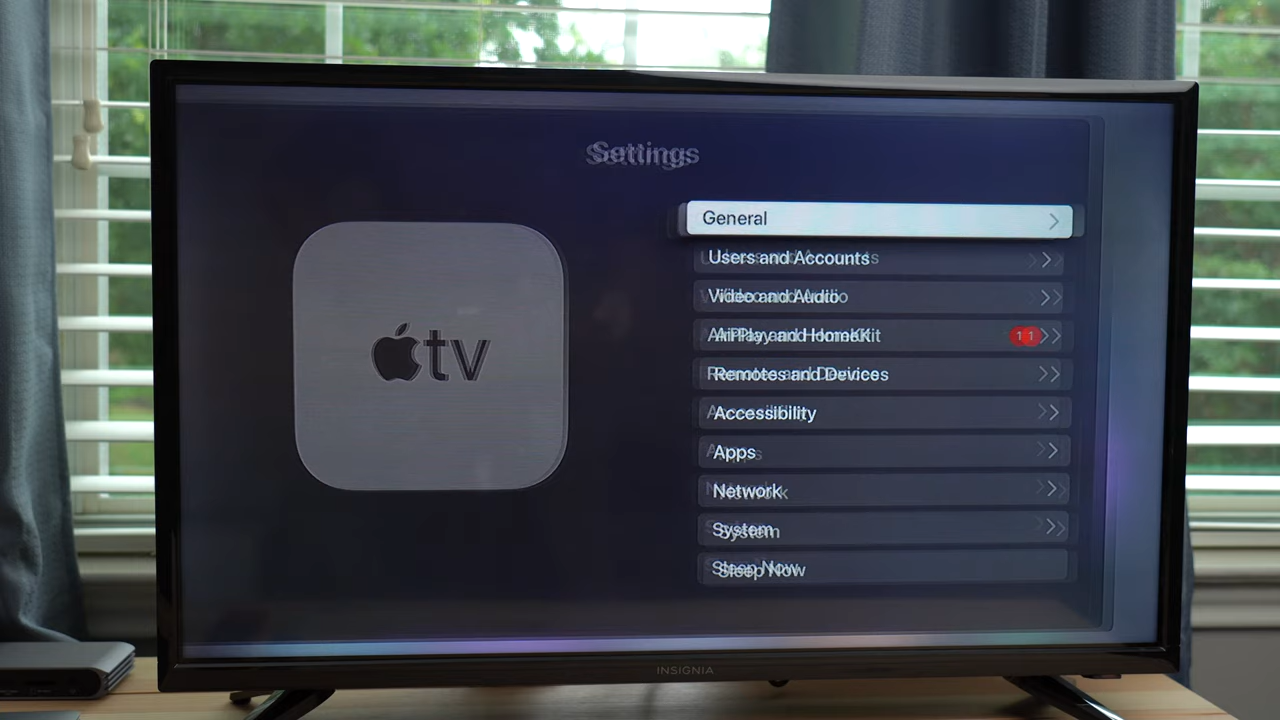 Settings
General
Users and Accounts
Video and Audio
AirPlay and HomeKit 1
Remotes and Devices
Accessibility
Apps
Network
System
Sleep Now
tv
INSIGNIA